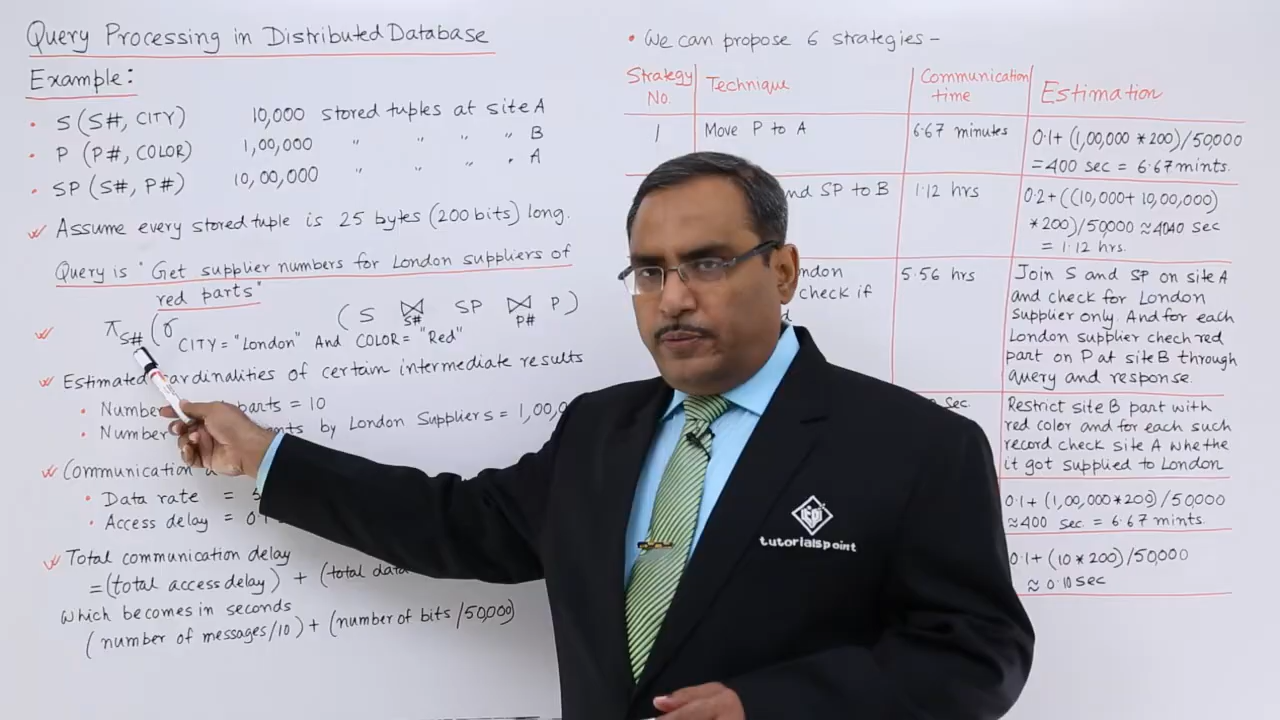 Query Processing in Distributed Database
Example:
• S (S#, CITY) 10,000 stored tuples at site A
• P (P#, COLOR) 1,00,000 " " " " B
• SP (S#, P#) 10,00,000 " " " A
Assume every stored tuple is 25 bytes (200 bits) long.
Query is "Get supplier numbers for London suppliers of
red parts"
π S# (σ CITY = "London" And COLOR = "Red" (S ⋈ S# SP ⋈ P# P)
Estimated cardinalities of certain intermediate results
• Number parts = 10
• Number by London Suppliers = 1,00,0
Communication
• Data rate =
• Access delay = 0.1
Total communication delay
= (total access delay) + (total data
which becomes in seconds
(number of messages/10) + (number of bits/50,000)
• We can propose 6 strategies –
Strategy No. Technique Communication time Estimation
1 Move P to A 6.67 minutes 0.1+ (1,00,000 *200)/50,000
= 400 sec = 6.67 mints.
and SP to B 1.12 hrs 0.2+((10,000+ 10,00,000)
*200)/50,000 ≈ 4040 sec
= 1.12 hrs.
ndon 5.56 hrs Join S and SP on site A
check if and check for London
supplier only. And for each
London supplier chech red
part on P at site B through
query and response.
sec. Restrict site B part with
red color and for each such
record check site A whethe
it got supplied to London
0.1+ (1,00,000*200)/50,000
≈400 sec = 6.67 mints.
0.1+ (10*200)/50,000
≈ 0.10 sec
tutorialspoint